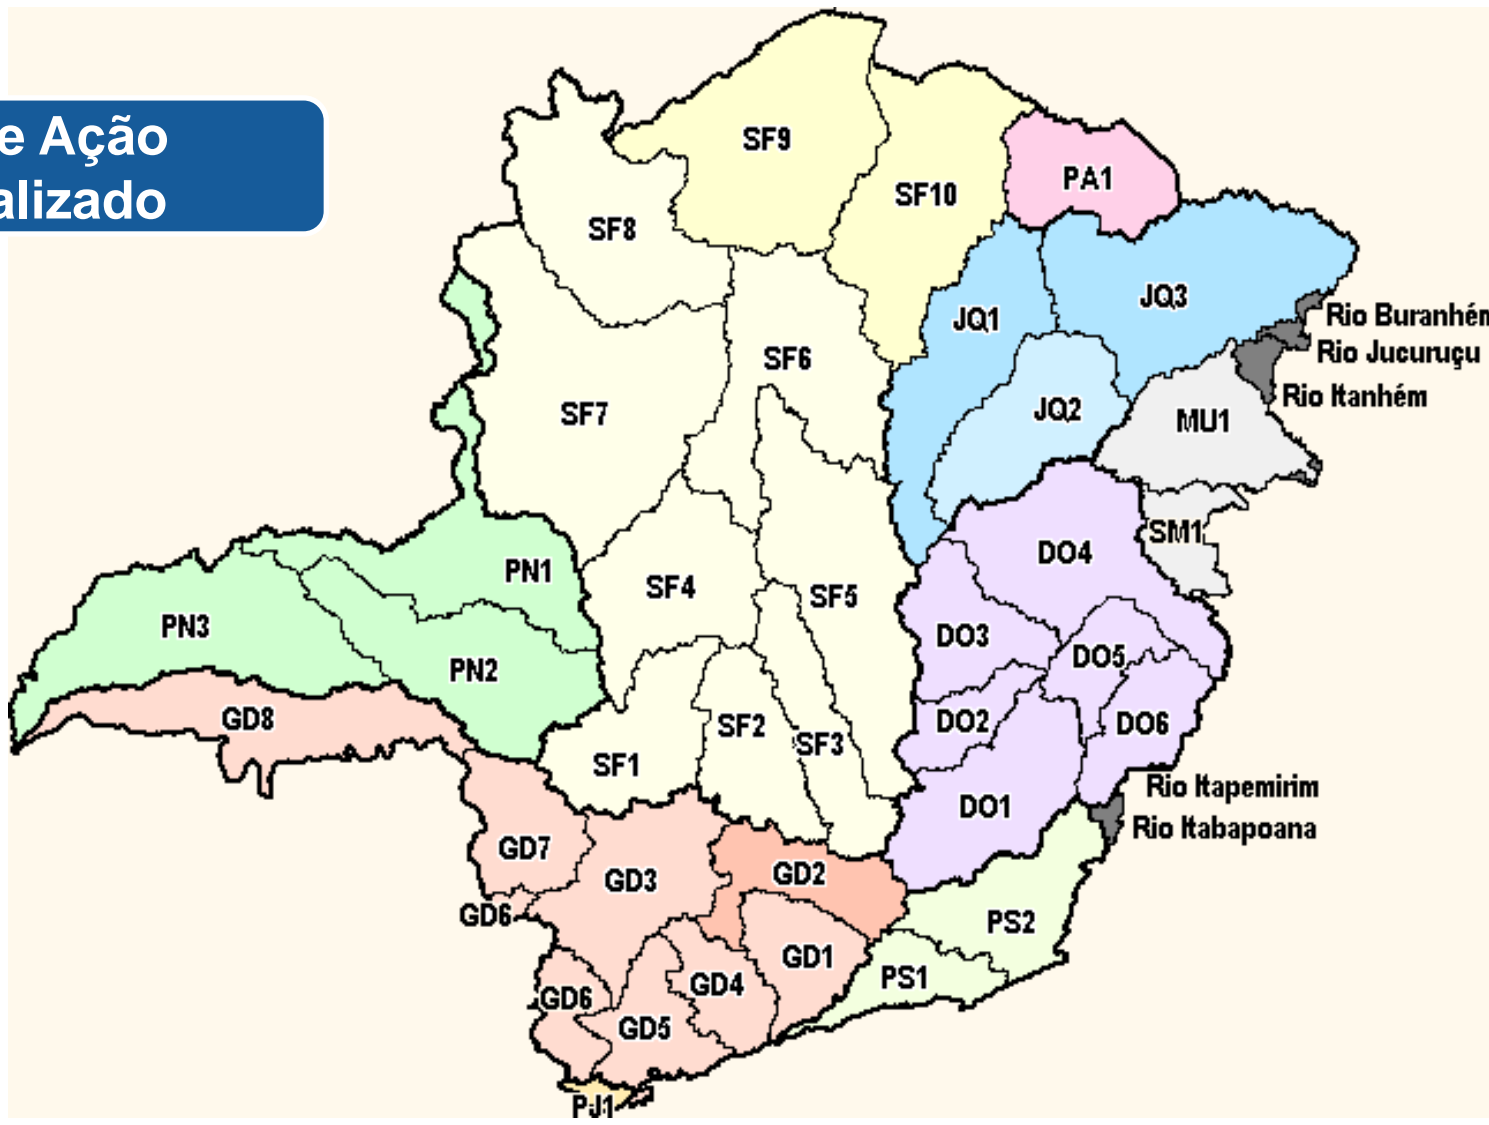 e Ação
alizado
SF9
SF10
PA1
SF8
JQ1
JQ3
Rio Buranhém
Rio Jucuruçu
Rio Itanhém
SF6
SF7
JQ2
MU1
SM1
DO4
PN1
SF4
SF5
PN3
DO3
DO5
PN2
GD8
SF2
SF3
DO2
DO6
SF1
Rio Itapemirim
DO1
Rio Itabapoana
GD7
GD3
GD2
GD6
PS2
GD1
PS1
GD4
GD6
GD5
PJ1